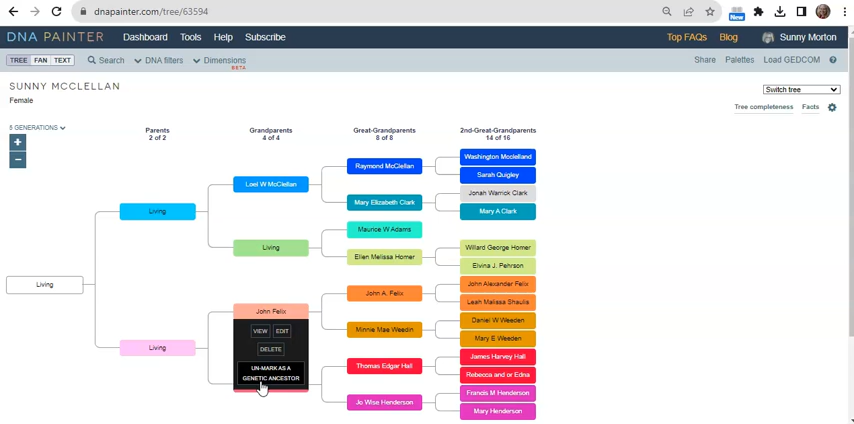 dnapainter.com/tree/63594
New
DNA PAINTER
Dashboard
Tools
Help
Subscribe
Top FAQs
Blog
Sunny Morton
TREE
FAN
TEXT
Search
DNA filters
Dimensions
BETA
Share
Palettes
Load GEDCOM
?
SUNNY MCCLELLAN
Female
Switch tree
Tree completeness
Facts
5 GENERATIONS
+
−
Parents
2 of 2
Grandparents
4 of 4
Great-Grandparents
8 of 8
2nd-Great-Grandparents
14 of 16
Living
Living
Living
Loel W McClellan
Living
John Felix
VIEW
EDIT
DELETE
UN-MARK AS A
GENETIC ANCESTOR
Raymond McClellan
Mary Elizabeth Clark
Maurice W Adams
Ellen Melissa Homer
John A. Felix
Minnie Mae Weedin
Thomas Edgar Hall
Jo Wise Henderson
Washington Mcclelland
Sarah Quigley
Jonah Warrick Clark
Mary A Clark
Willard George Homer
Elvina J. Pehrson
John Alexander Felix
Leah Malissa Shaulis
Daniel W Weeden
Mary E Weeden
James Harvey Hall
Rebecca and or Edna
Francis M Henderson
Mary Henderson